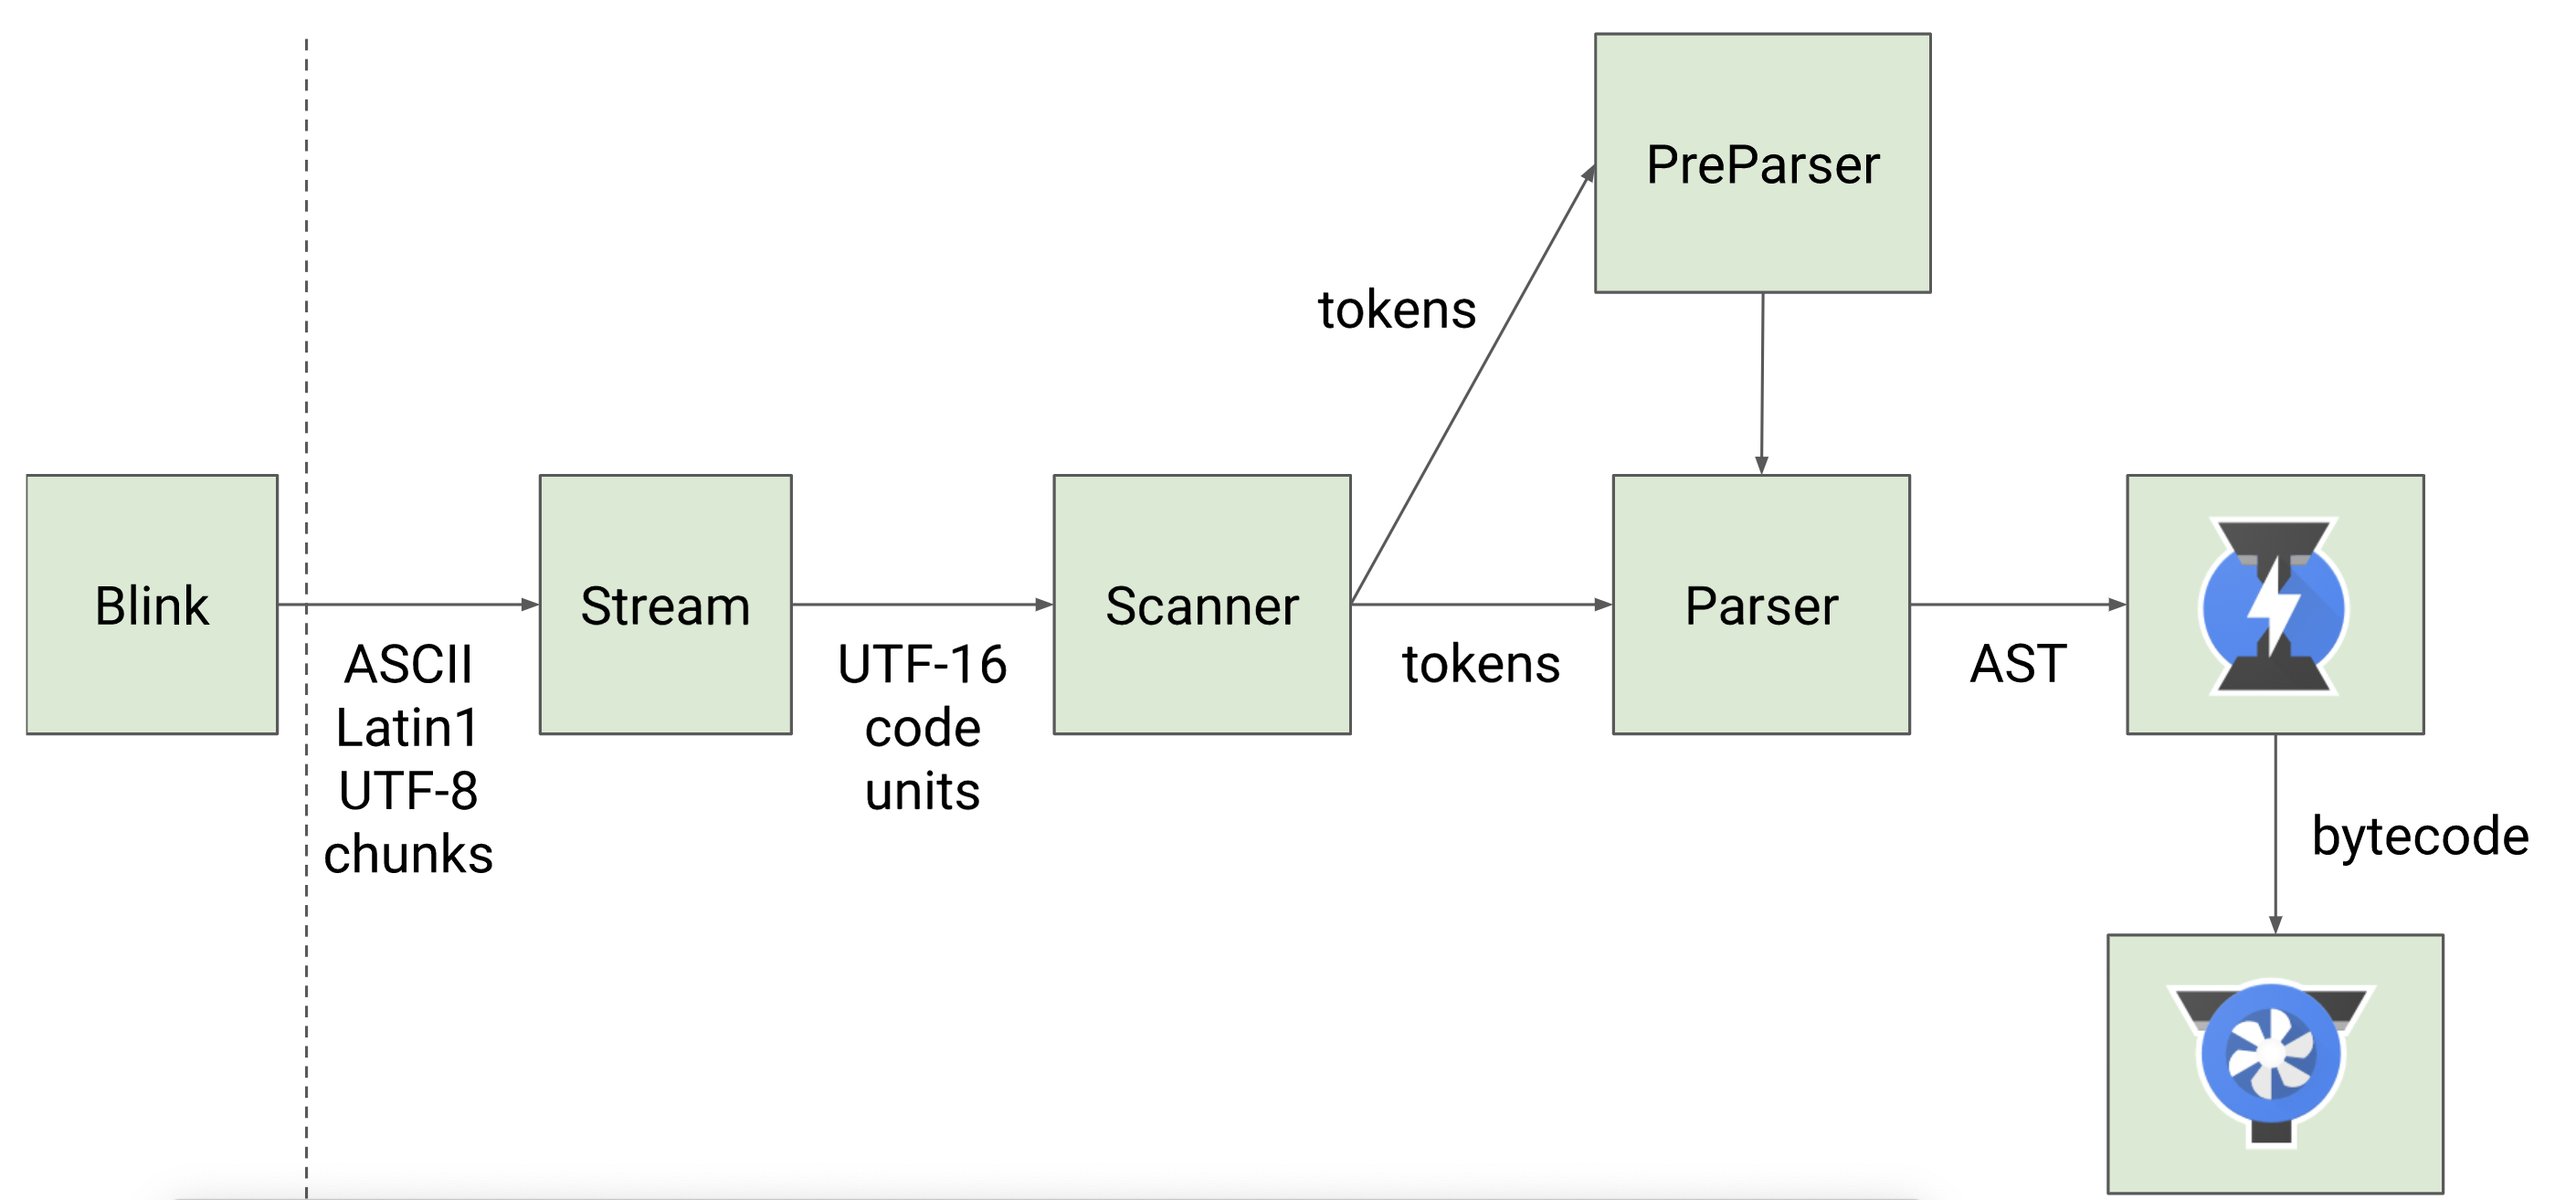 PreParser
tokens
Blink
Stream
Scanner
Parser
ASCII
Latin1
UTF-8
chunks
UTF-16
code
units
tokens
AST
bytecode